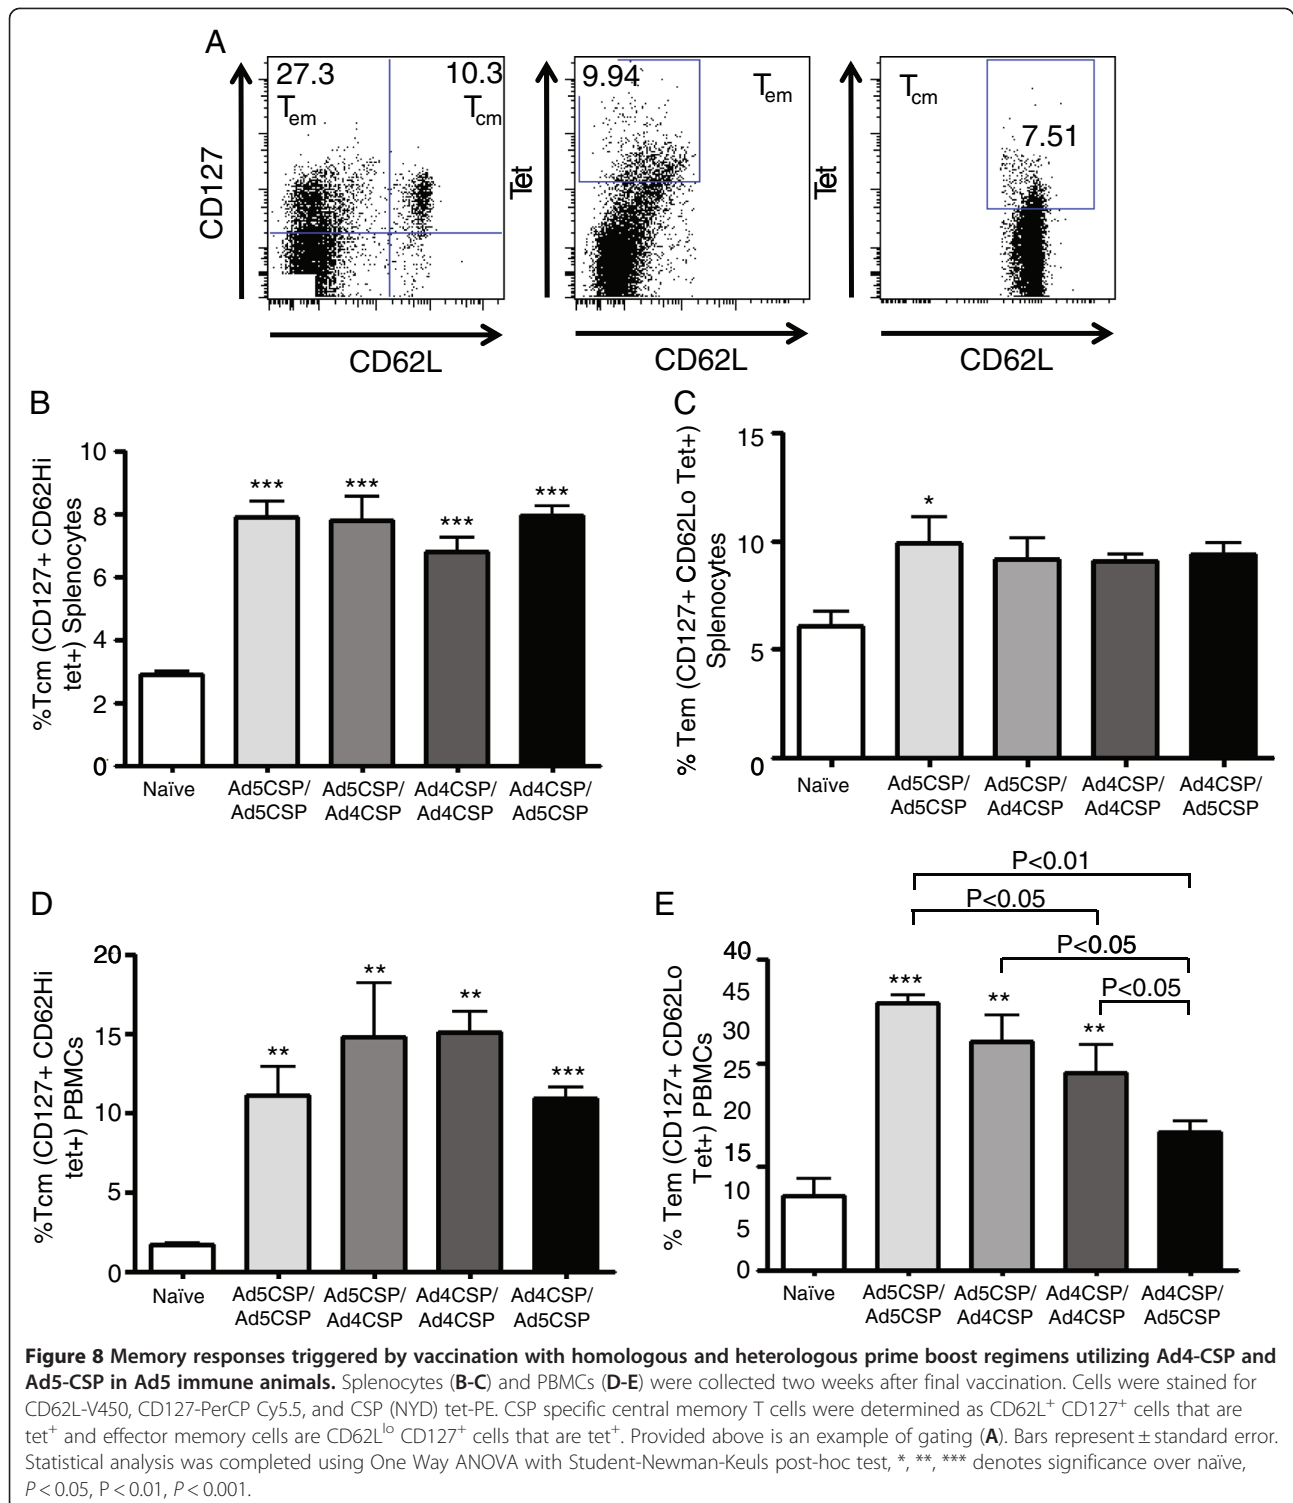 A
27.3
T_em
10.3
T_cm
CD127
CD62L
9.94
T_em
Tet
CD62L
T_cm
7.51
Tet
CD62L
B
%Tcm (CD127+ CD62Hi
tet+) Splenocytes
10
8
6
4
2
0
***
***
***
***
Naïve
Ad5CSP/
Ad5CSP
Ad5CSP/
Ad4CSP
Ad4CSP/
Ad4CSP
Ad4CSP/
Ad5CSP
C
% Tem (CD127+ CD62Lo Tet+)
Splenocytes
15
10
5
0
*
Naïve
Ad5CSP/
Ad5CSP
Ad5CSP/
Ad4CSP
Ad4CSP/
Ad4CSP
Ad4CSP/
Ad5CSP
D
%Tcm (CD127+ CD62Hi
tet+) PBMCs
20
15
10
5
0
**
**
**
***
Naïve
Ad5CSP/
Ad5CSP
Ad5CSP/
Ad4CSP
Ad4CSP/
Ad4CSP
Ad4CSP/
Ad5CSP
E
P<0.01
P<0.05
P<0.05
P<0.05
% Tem (CD127+ CD62Lo
Tet+) PBMCs
40
45
30
25
20
15
10
5
0
***
**
**
Naïve
Ad5CSP/
Ad5CSP
Ad5CSP/
Ad4CSP
Ad4CSP/
Ad4CSP
Ad4CSP/
Ad5CSP
Figure 8 Memory responses triggered by vaccination with homologous and heterologous prime boost regimens utilizing Ad4-CSP and
Ad5-CSP in Ad5 immune animals. Splenocytes (B-C) and PBMCs (D-E) were collected two weeks after final vaccination. Cells were stained for
CD62L-V450, CD127-PerCP Cy5.5, and CSP (NYD) tet-PE. CSP specific central memory T cells were determined as CD62L⁺ CD127⁺ cells that are
tet⁺ and effector memory cells are CD62Lˡᵒ CD127⁺ cells that are tet⁺. Provided above is an example of gating (A). Bars represent ± standard error.
Statistical analysis was completed using One Way ANOVA with Student-Newman-Keuls post-hoc test, *, **, *** denotes significance over naïve,
P < 0.05, P < 0.01, P < 0.001.